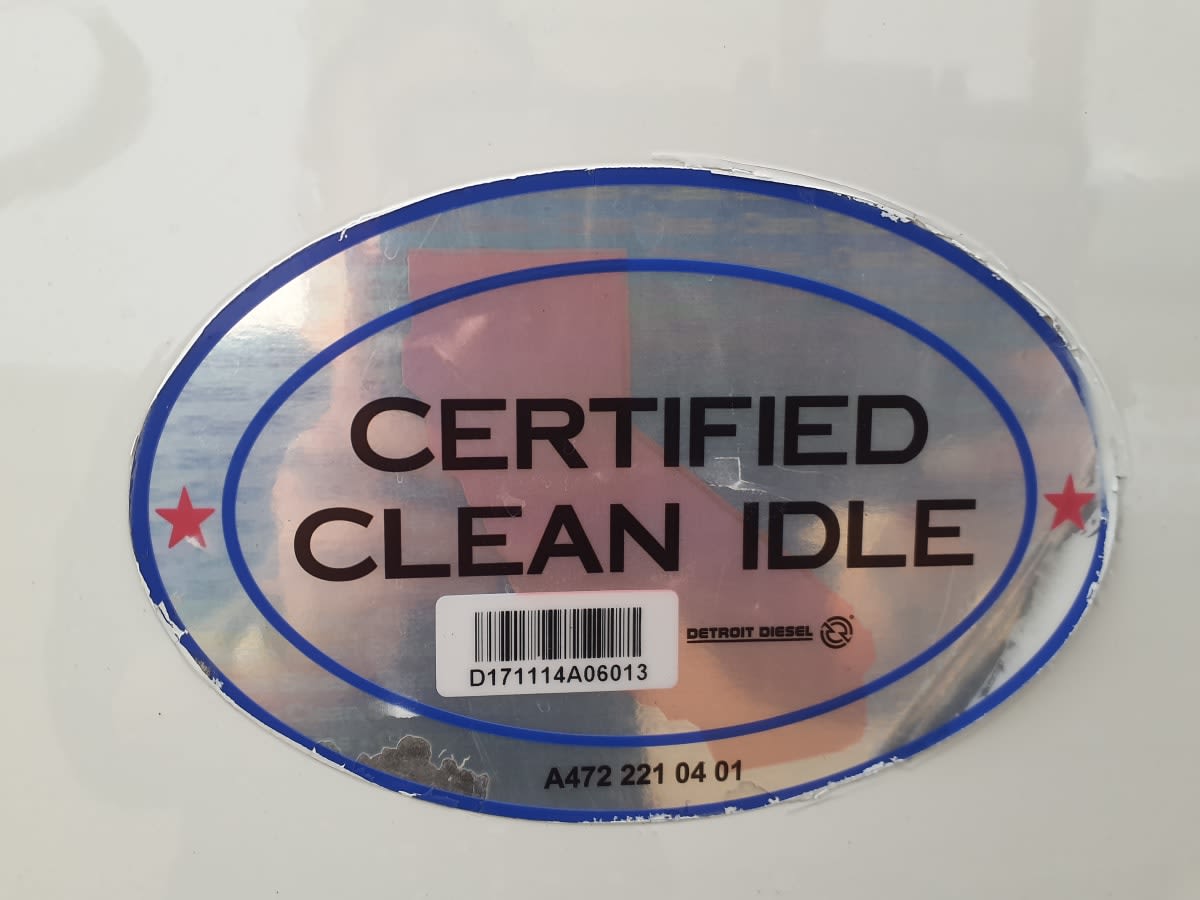 CERTIFIED
CLEAN IDLE
DETROIT DIESEL
D171114A06013
A472 221 04 01